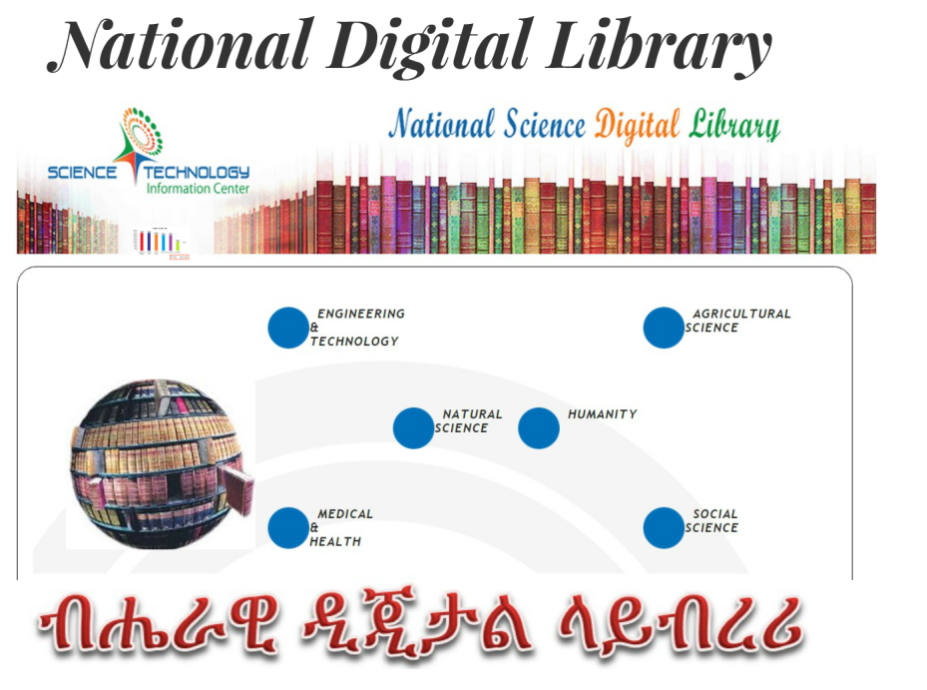 National Digital Library
National Science Digital Library
SCIENCE TECHNOLOGY
Information Center
ENGINEERING
&
TECHNOLOGY
AGRICULTURAL
SCIENCE
NATURAL
SCIENCE
HUMANITY
MEDICAL
&
HEALTH
SOCIAL
SCIENCE
ብሔራዊ ዲጂታል ላይብረሪ